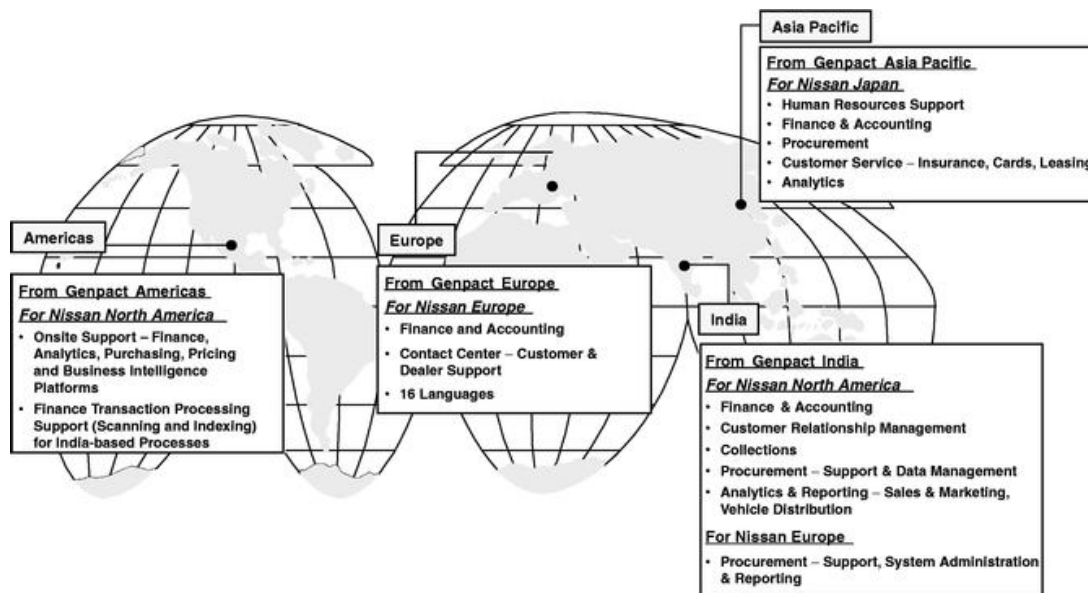 Asia Pacific
From Genpact Asia Pacific
For Nissan Japan
• Human Resources Support
• Finance & Accounting
• Procurement
• Customer Service – Insurance, Cards, Leasing
• Analytics
Americas
From Genpact Americas
For Nissan North America
• Onsite Support – Finance,
Analytics, Purchasing, Pricing
and Business Intelligence
Platforms
• Finance Transaction Processing
Support (Scanning and Indexing)
for India-based Processes
Europe
From Genpact Europe
For Nissan Europe
• Finance and Accounting
• Contact Center – Customer &
Dealer Support
• 16 Languages
India
From Genpact India
For Nissan North America
• Finance & Accounting
• Customer Relationship Management
• Collections
• Procurement – Support & Data Management
• Analytics & Reporting – Sales & Marketing,
Vehicle Distribution
For Nissan Europe
• Procurement – Support, System Administration
& Reporting